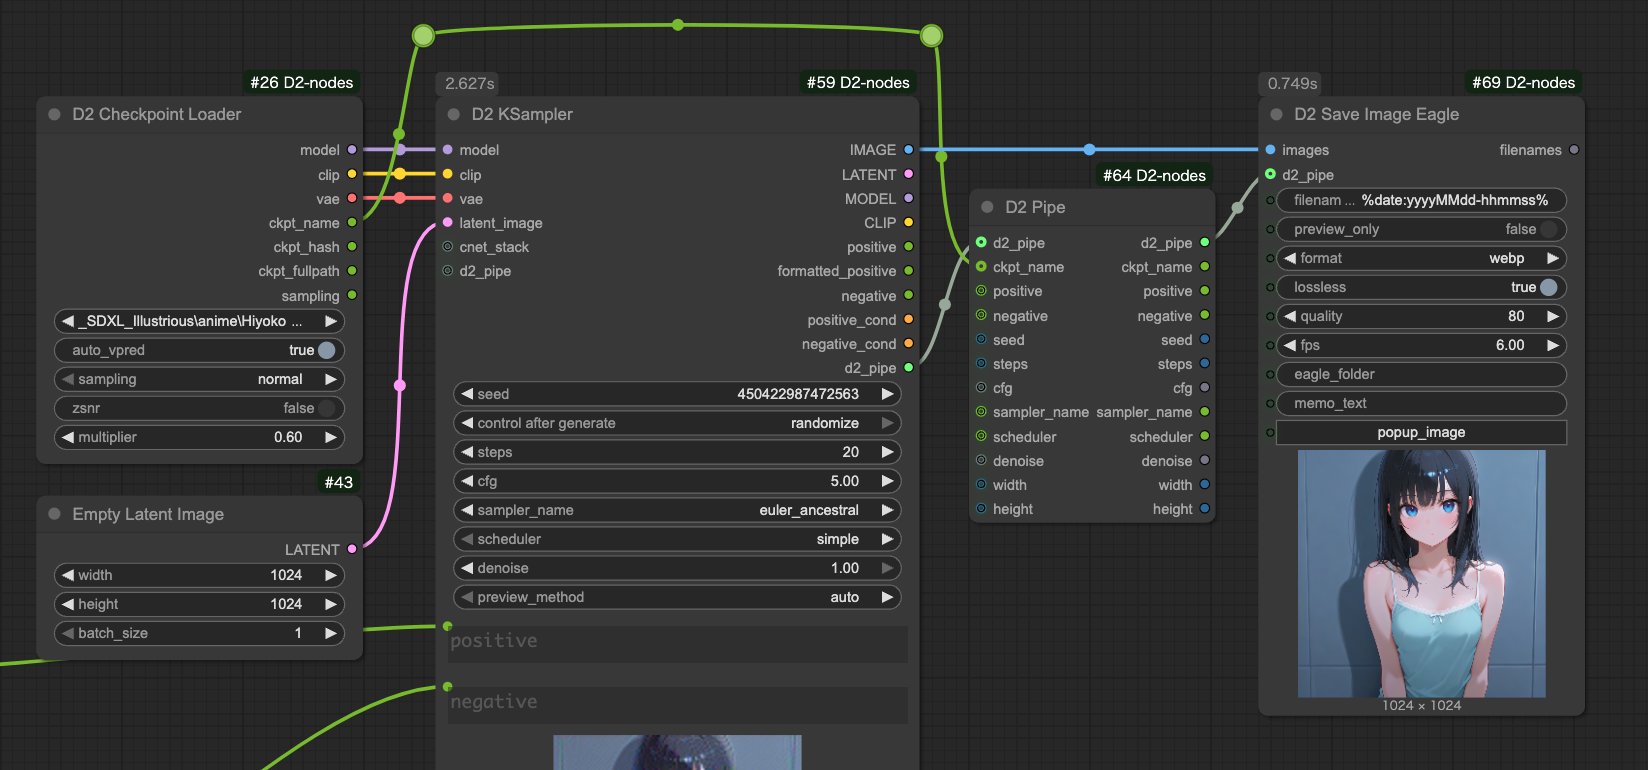 #26 D2-nodes
D2 Checkpoint Loader
model
clip
vae
ckpt_name
ckpt_hash
ckpt_fullpath
sampling
_SDXL_Illustrious\anime\Hiyoko ...
auto_vpred true
sampling normal
zsnr false
multiplier 0.60
#43
Empty Latent Image
LATENT
width 1024
height 1024
batch_size 1
2.627s #59 D2-nodes
D2 KSampler
model IMAGE
clip LATENT
vae MODEL
latent_image CLIP
cnet_stack positive
d2_pipe formatted_positive
negative
positive_cond
negative_cond
d2_pipe
seed 450422987472563
control after generate randomize
steps 20
cfg 5.00
sampler_name euler_ancestral
scheduler simple
denoise 1.00
preview_method auto
positive
negative
#64 D2-nodes
D2 Pipe
d2_pipe d2_pipe
ckpt_name ckpt_name
positive positive
negative negative
seed seed
steps steps
cfg cfg
sampler_name sampler_name
scheduler scheduler
denoise denoise
width width
height height
0.749s #69 D2-nodes
D2 Save Image Eagle
images filenames
d2_pipe
filenam ... %date:yyyyMMdd-hhmmss%
preview_only false
format webp
lossless true
quality 80
fps 6.00
eagle_folder
memo_text
popup_image
1024 × 1024